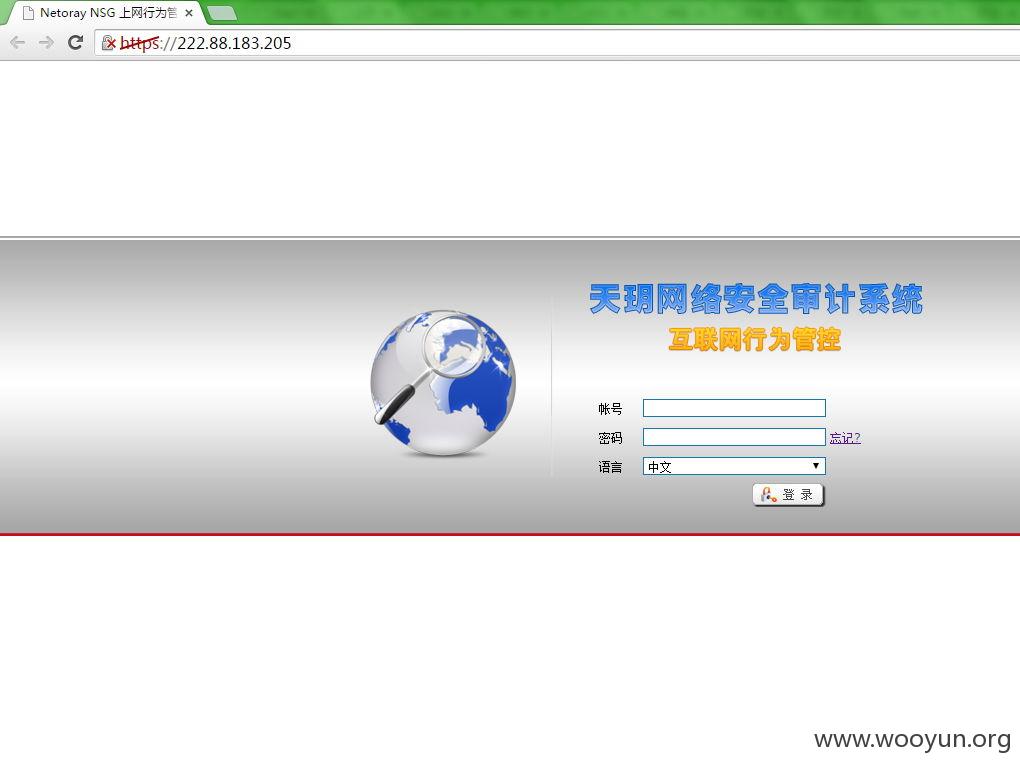 Netoray NSG 上网行为管
https://222.88.183.205
天玥网络安全审计系统
互联网行为管控
帐号
密码 忘记?
语言 中文
登 录
www.wooyun.org